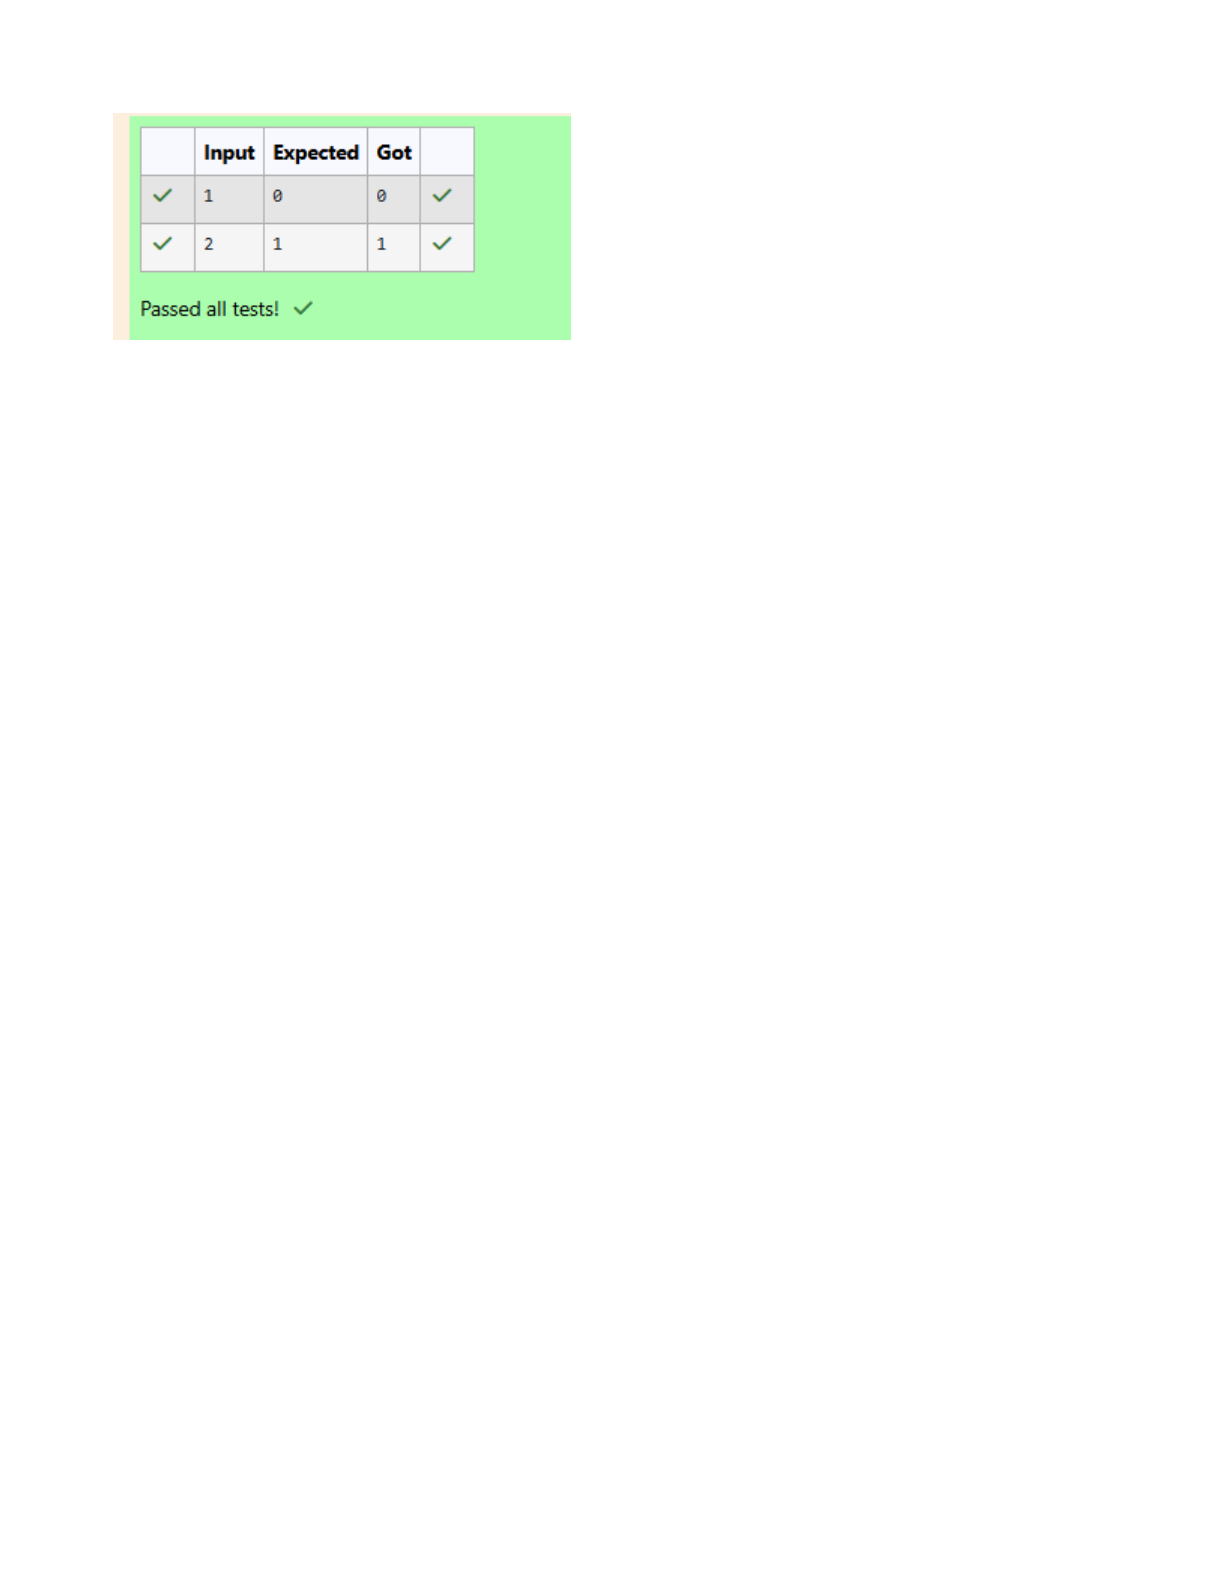 Input Expected Got
1 0 0
2 1 1
Passed all tests!